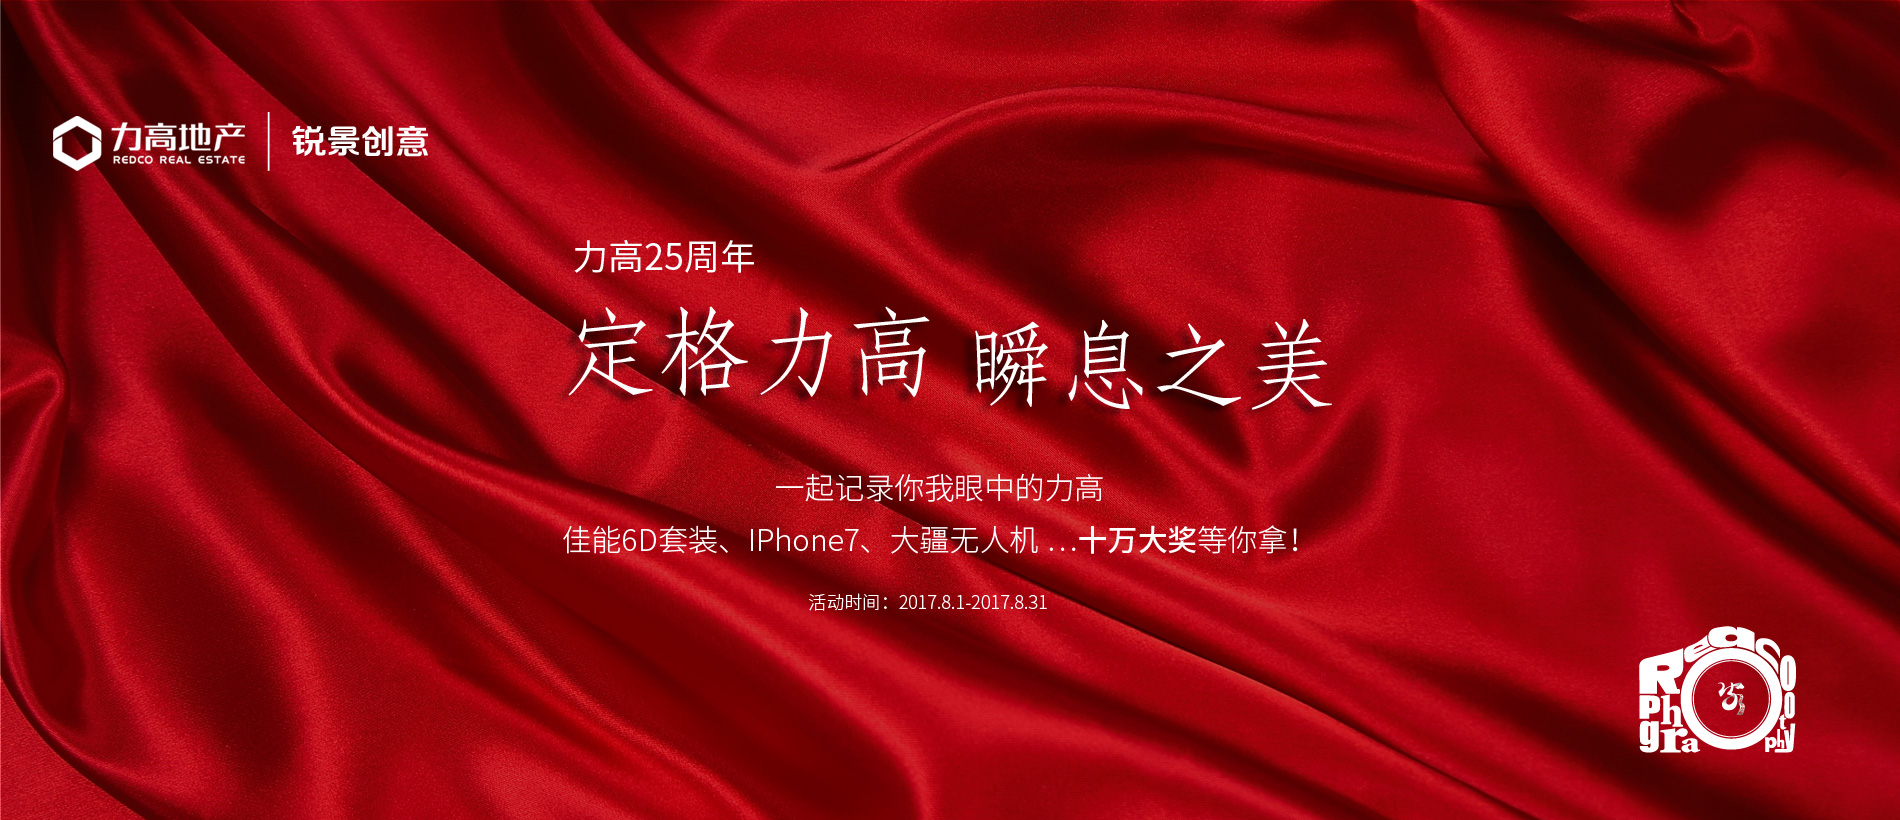 力高地产
REDCO REAL ESTATE
锐景创意
力高25周年
定格力高 瞬息之美
一起记录你我眼中的力高
佳能6D套装、IPhone7、大疆无人机 …十万大奖等你拿！
活动时间：2017.8.1-2017.8.31
Redco
Photography
25